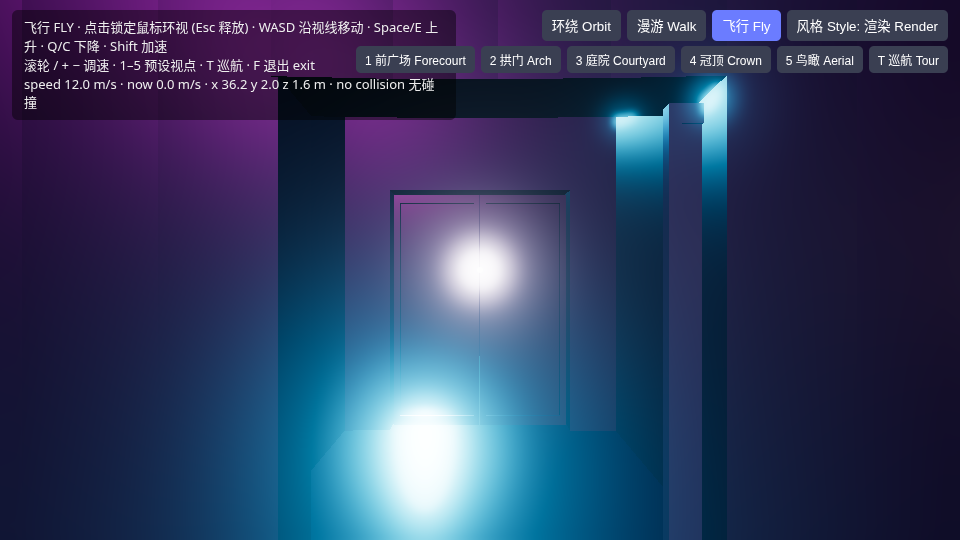 飞行 FLY · 点击锁定鼠标环视 (Esc 释放) · WASD 沿视线移动 · Space/E 上
升 · Q/C 下降 · Shift 加速
滚轮 / + − 调速 · 1–5 预设视点 · T 巡航 · F 退出 exit
speed 12.0 m/s · now 0.0 m/s · x 36.2 y 2.0 z 1.6 m · no collision 无碰
撞
环绕 Orbit
漫游 Walk
飞行 Fly
风格 Style: 渲染 Render
1 前广场 Forecourt
2 拱门 Arch
3 庭院 Courtyard
4 冠顶 Crown
5 鸟瞰 Aerial
T 巡航 Tour